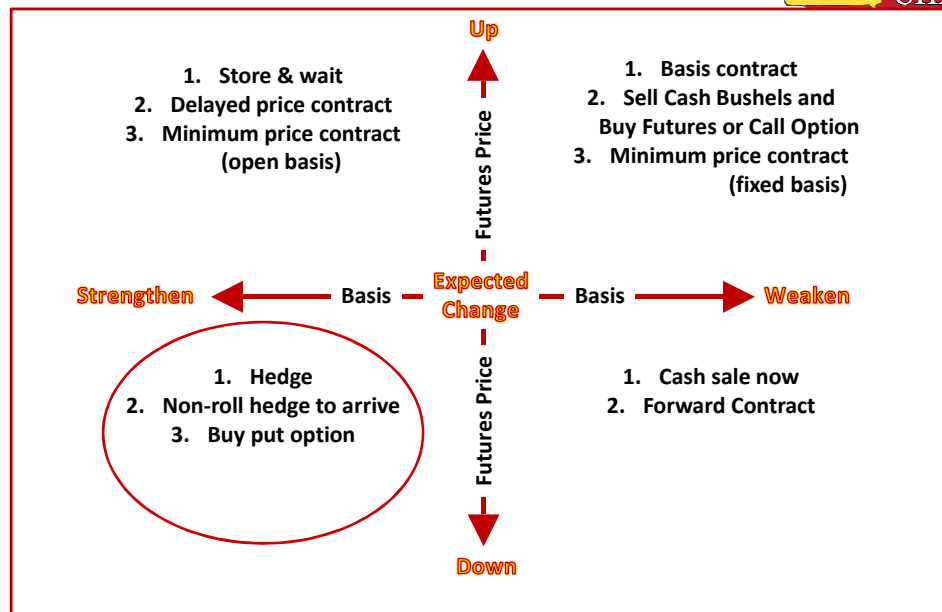 Up
1. Store & wait
2. Delayed price contract
3. Minimum price contract
(open basis)
1. Basis contract
2. Sell Cash Bushels and
Buy Futures or Call Option
3. Minimum price contract
(fixed basis)
Futures Price
Strengthen
Basis
Expected
Change
Basis
Weaken
1. Hedge
2. Non-roll hedge to arrive
3. Buy put option
Futures Price
1. Cash sale now
2. Forward Contract
Down